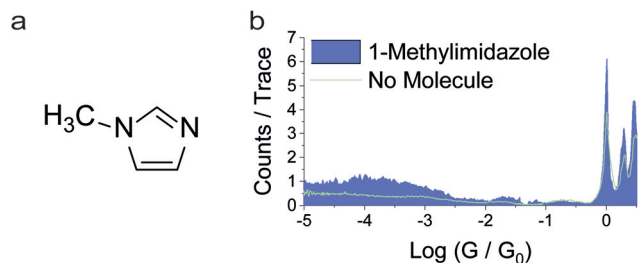 a
H₃C
N
N
b
Counts / Trace
7
6
5
4
3
2
1
0
1-Methylimidazole
No Molecule
-5 -4 -3 -2 -1 0
Log (G / G₀)